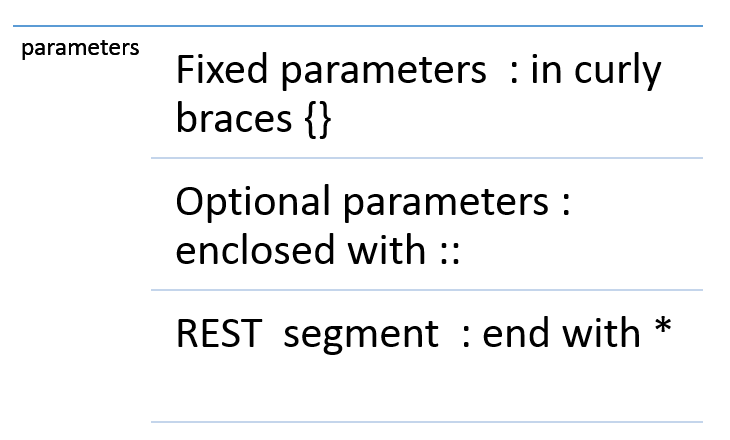 parameters
Fixed parameters  : in curly
braces {}
Optional parameters :
enclosed with ::
REST  segment  : end with *